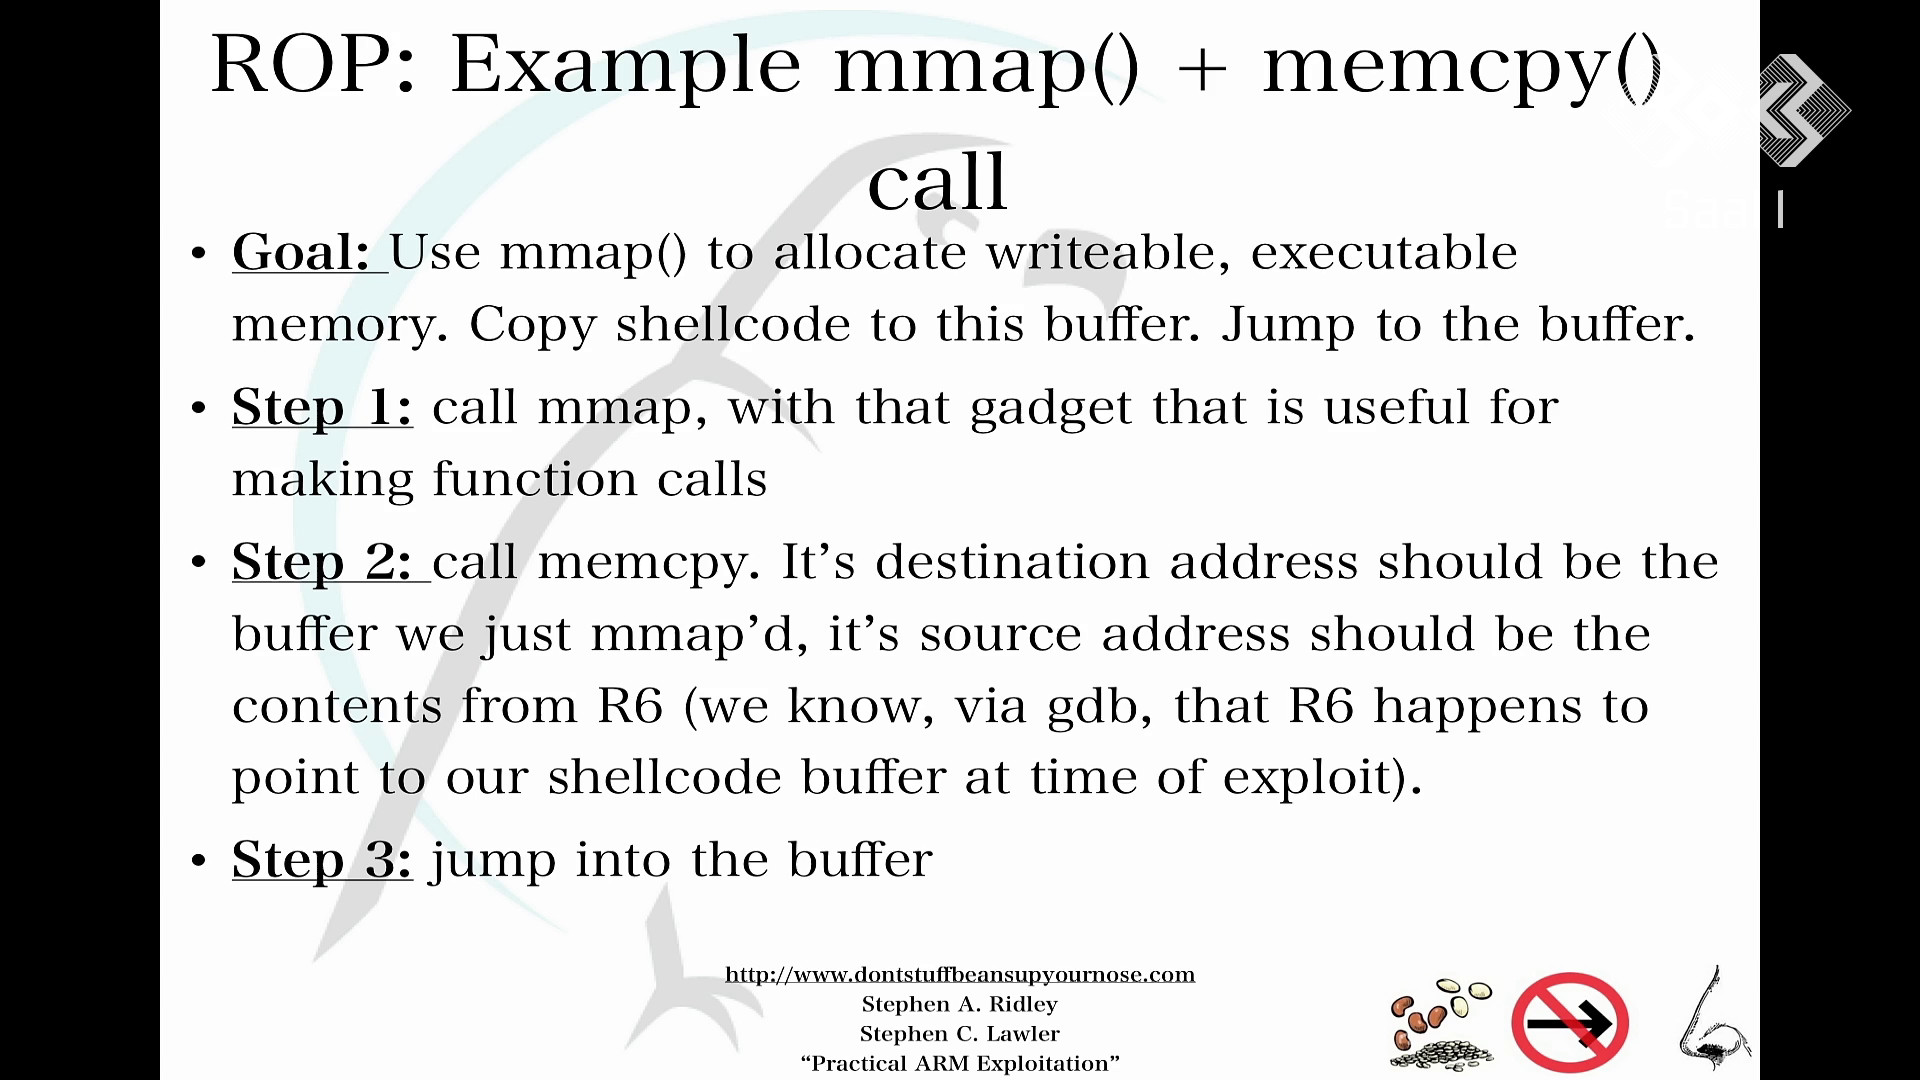 ROP: Example mmap() + memcpy()
call
• Goal: Use mmap() to allocate writeable, executable
memory. Copy shellcode to this buffer. Jump to the buffer.
• Step 1: call mmap, with that gadget that is useful for
making function calls
• Step 2: call memcpy. It’s destination address should be the
buffer we just mmap’d, it’s source address should be the
contents from R6 (we know, via gdb, that R6 happens to
point to our shellcode buffer at time of exploit).
• Step 3: jump into the buffer
http://www.dontstuffbeansupyournose.com
Stephen A. Ridley
Stephen C. Lawler
“Practical ARM Exploitation”